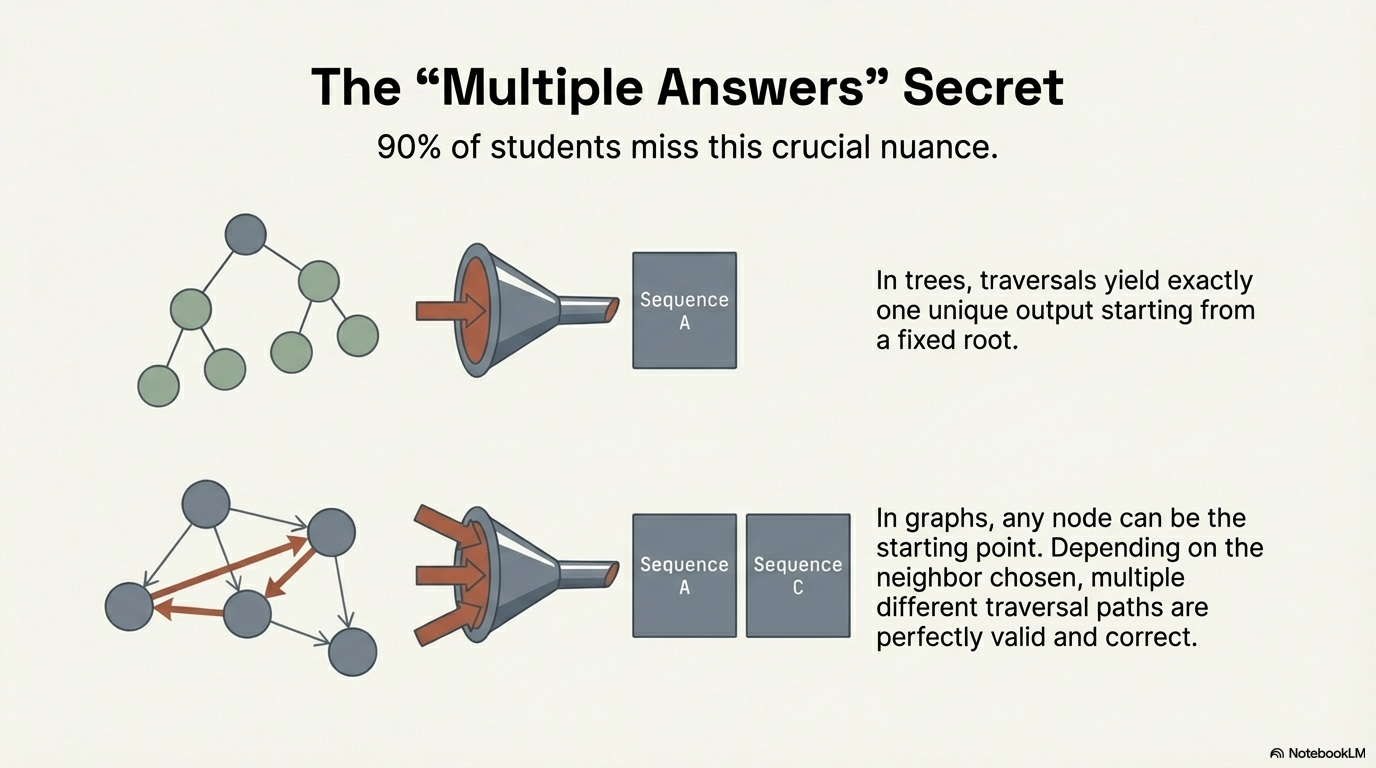 The “Multiple Answers” Secret
90% of students miss this crucial nuance.
Sequence
A
In trees, traversals yield exactly
one unique output starting from
a fixed root.
Sequence
A
Sequence
C
In graphs, any node can be the
starting point. Depending on the
neighbor chosen, multiple
different traversal paths are
perfectly valid and correct.
NotebookLM